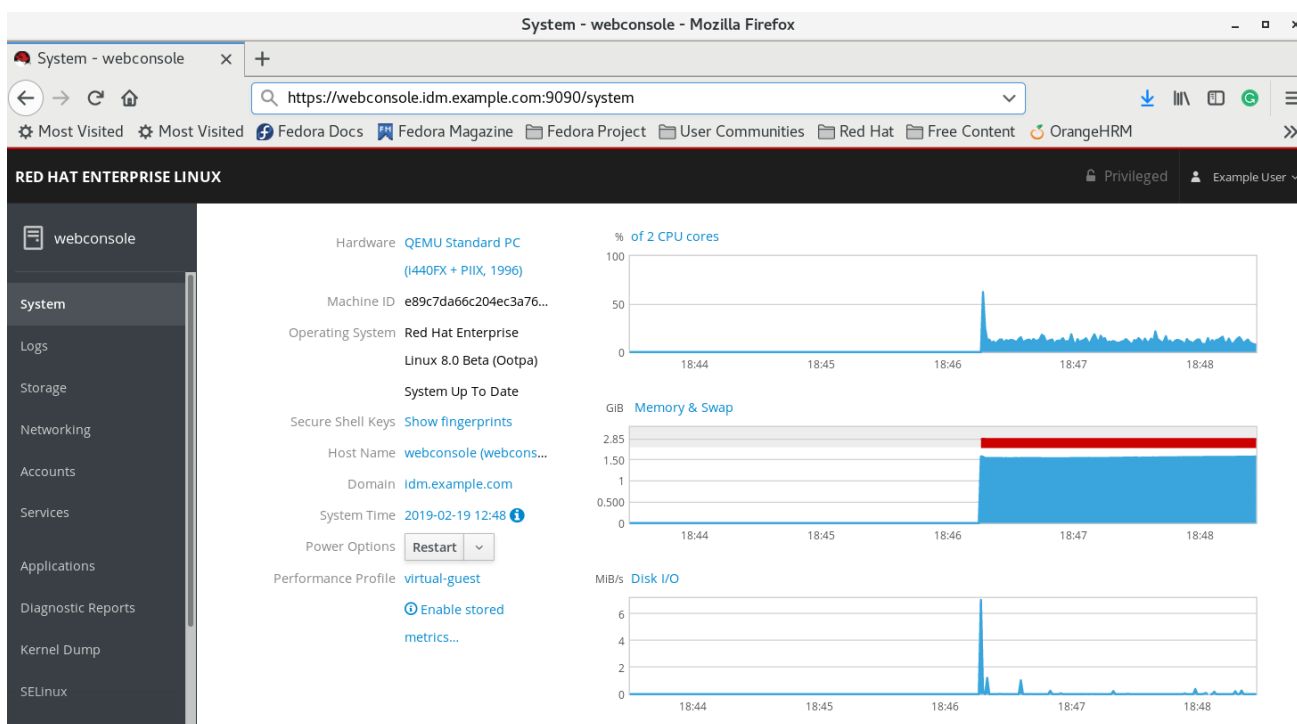 System - webconsole - Mozilla Firefox
System - webconsole
https://webconsole.idm.example.com:9090/system
Most Visited Most Visited Fedora Docs Fedora Magazine Fedora Project User Communities Red Hat Free Content OrangeHRM
RED HAT ENTERPRISE LINUX Privileged Example User
webconsole
System
Logs
Storage
Networking
Accounts
Services
Applications
Diagnostic Reports
Kernel Dump
SELinux
Hardware QEMU Standard PC
(i440FX + PIIX, 1996)
Machine ID e89c7da66c204ec3a76...
Operating System Red Hat Enterprise
Linux 8.0 Beta (Ootpa)
System Up To Date
Secure Shell Keys Show fingerprints
Host Name webconsole (webcons...
Domain idm.example.com
System Time 2019-02-19 12:48
Power Options Restart
Performance Profile virtual-guest
Enable stored
metrics...
% of 2 CPU cores
100
50
0
18:44 18:45 18:46 18:47 18:48
GiB Memory & Swap
2.85
1.50
1
0.500
0
18:44 18:45 18:46 18:47 18:48
MiB/s Disk I/O
6
4
2
0
18:44 18:45 18:46 18:47 18:48